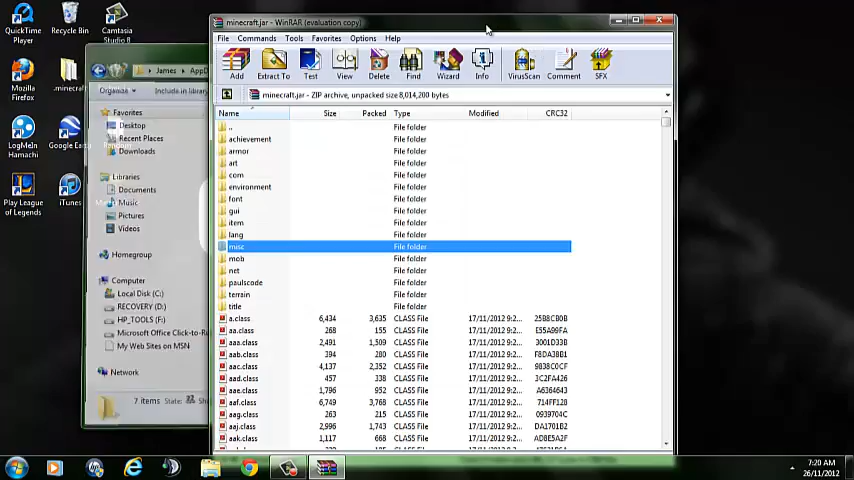 QuickTime Player
Recycle Bin
Camtasia Studio 8
Mozilla Firefox
.minecraft
LogMeIn Hamachi
Google Earth
Play League of Legends
iTunes
James
AppD
Organize
Include in library
Favorites
Desktop
Recent Places
Downloads
Libraries
Documents
Music
Pictures
Videos
Homegroup
Computer
Local Disk (C:)
RECOVERY (D:)
HP_TOOLS (F:)
Microsoft Office Click-to-R
My Web Sites on MSN
Network
7 items State:
minecraft.jar - WinRAR (evaluation copy)
File Commands Tools Favorites Options Help
Add Extract To Test View Delete Find Wizard Info VirusScan Comment SFX
minecraft.jar - ZIP archive, unpacked size 8,014,200 bytes
Name Size Packed Type Modified CRC32
.. File folder
achievement File folder
armor File folder
art File folder
com File folder
environment File folder
font File folder
gui File folder
item File folder
lang File folder
misc File folder
mob File folder
net File folder
paulscode File folder
terrain File folder
title File folder
a.class 6,434 3,635 CLASS File 17/11/2012 9:2... 25B8CB0B
aa.class 268 155 CLASS File 17/11/2012 9:2... E55A99FA
aaa.class 2,491 1,509 CLASS File 17/11/2012 9:2... 3001D33B
aab.class 394 280 CLASS File 17/11/2012 9:2... F8DA38B1
aac.class 4,137 2,352 CLASS File 17/11/2012 9:2... 9838C0CF
aad.class 457 338 CLASS File 17/11/2012 9:2... 3C2FA426
aae.class 1,796 952 CLASS File 17/11/2012 9:2... A6364643
aaf.class 6,749 3,768 CLASS File 17/11/2012 9:2... 714FF12B
aag.class 263 215 CLASS File 17/11/2012 9:2... 0939704C
aaj.class 2,996 1,743 CLASS File 17/11/2012 9:2... DA1701B2
ak.class 1,117 668 CLASS File 17/11/2012 9:2... AD8E5A2F
7:20 AM
26/11/2012